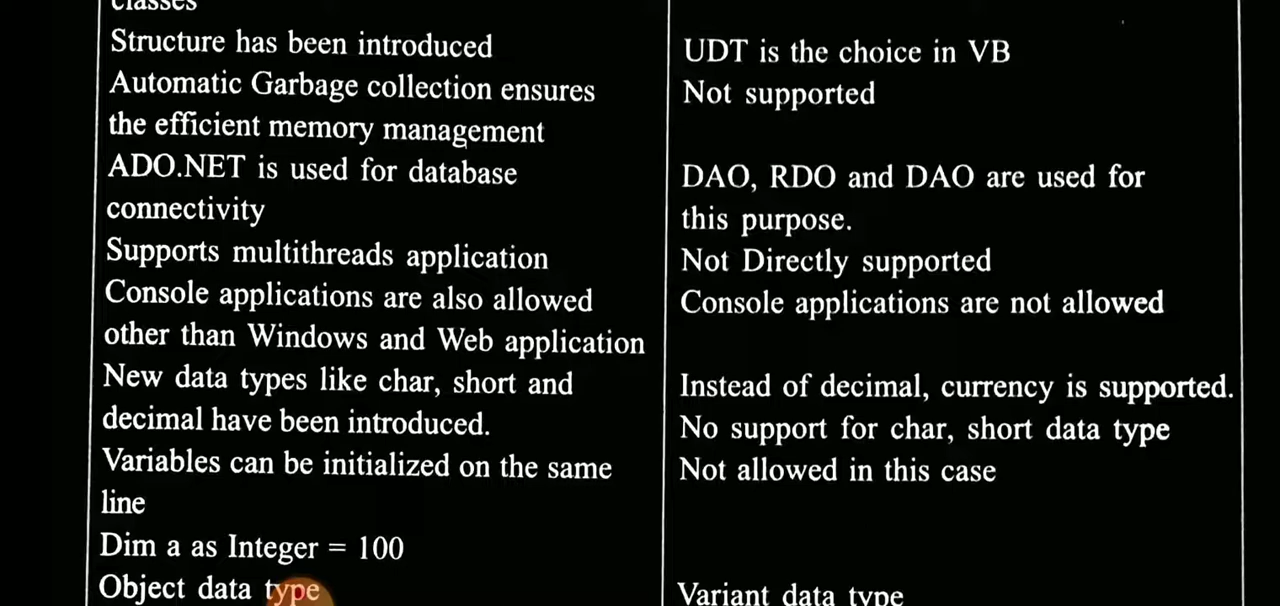 classes
Structure has been introduced
UDT is the choice in VB
Automatic Garbage collection ensures
the efficient memory management
Not supported
ADO.NET is used for database
connectivity
DAO, RDO and DAO are used for
this purpose.
Supports multithreads application
Not Directly supported
Console applications are also allowed
other than Windows and Web application
Console applications are not allowed
New data types like char, short and
decimal have been introduced.
Instead of decimal, currency is supported.
No support for char, short data type
Variables can be initialized on the same
line
Not allowed in this case
Dim a as Integer = 100
Object data type
Variant data type